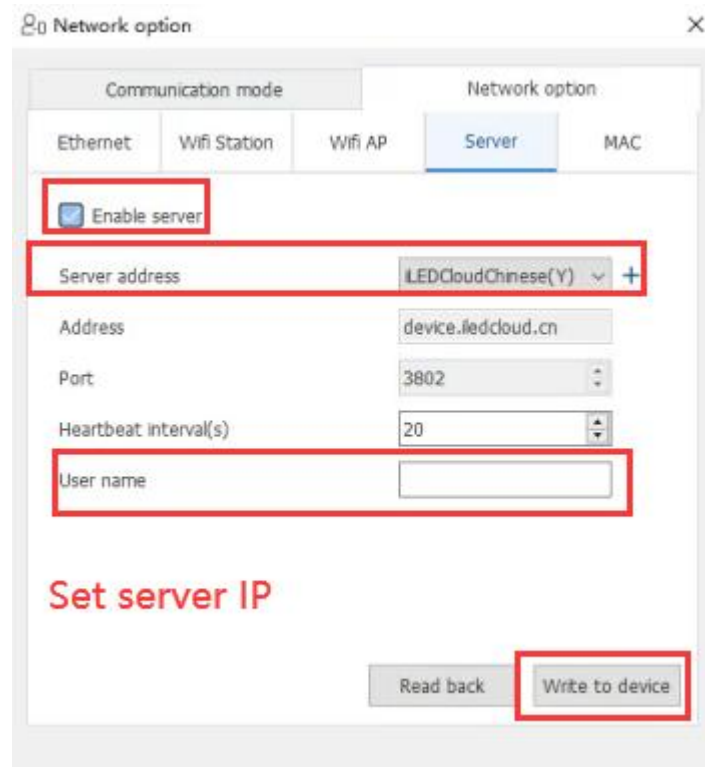 Network option
Communication mode Network option
Ethernet Wifi Station Wifi AP Server MAC
Enable server
Server address iLEDCloudChinese(Y) +
Address device.iledcloud.cn
Port 3802
Heartbeat interval(s) 20
User name
Set server IP
Read back Write to device